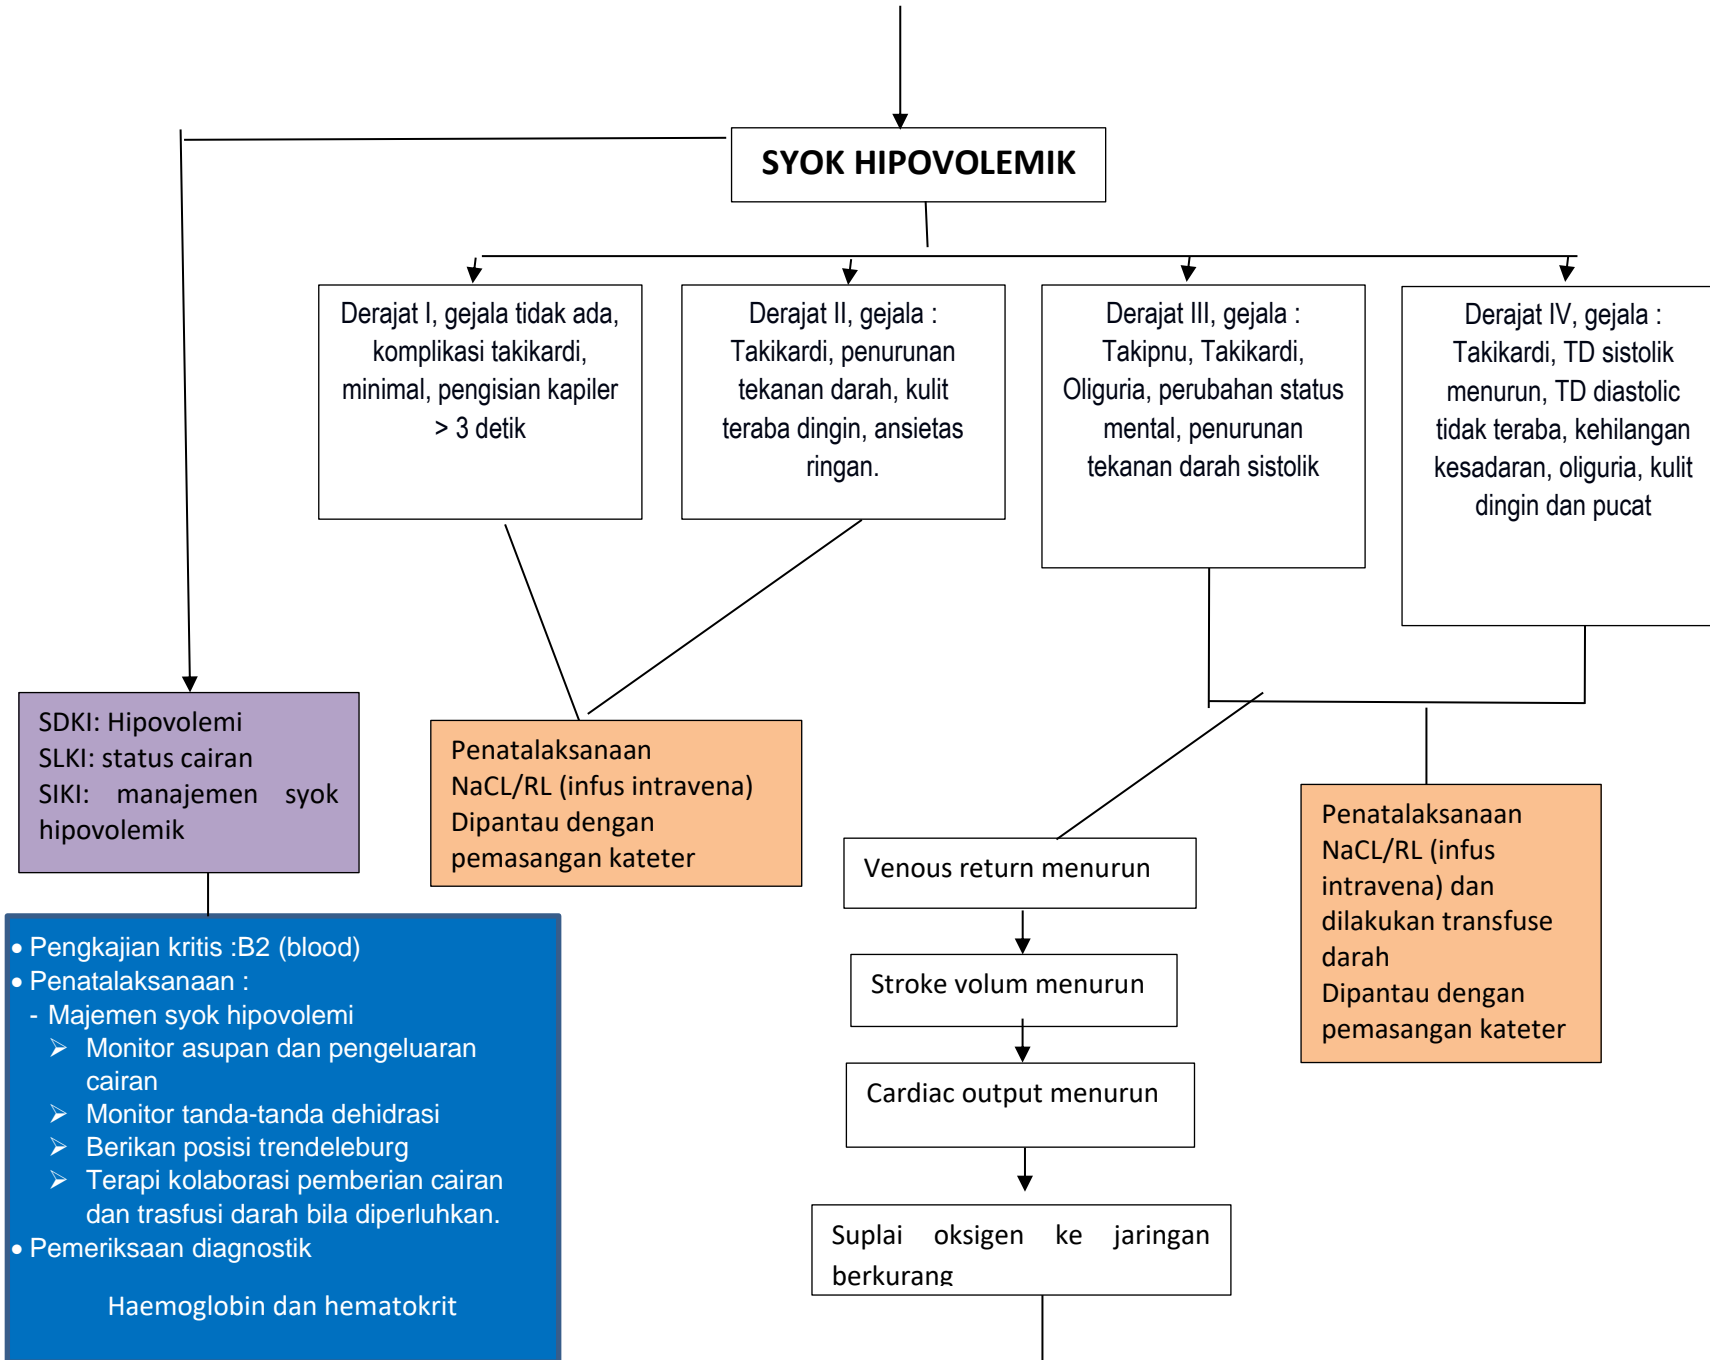 SYOK HIPOVOLEMIK
Derajat I, gejala tidak ada,
komplikasi takikardi,
minimal, pengisian kapiler
> 3 detik
Derajat II, gejala :
Takikardi, penurunan
tekanan darah, kulit
teraba dingin, ansietas
ringan.
Derajat III, gejala :
Takipnu, Takikardi,
Oliguria, perubahan status
mental, penurunan
tekanan darah sistolik
Derajat IV, gejala :
Takikardi, TD sistolik
menurun, TD diastolic
tidak teraba, kehilangan
kesadaran, oliguria, kulit
dingin dan pucat
SDKI: Hipovolemi
SLKI: status cairan
SIKI: manajemen syok
hipovolemik
Penatalaksanaan
NaCL/RL (infus intravena)
Dipantau dengan
pemasangan kateter
Venous return menurun
Stroke volum menurun
Cardiac output menurun
Suplai oksigen ke jaringan
berkurang
Penatalaksanaan
NaCL/RL (infus
intravena) dan
dilakukan transfuse
darah
Dipantau dengan
pemasangan kateter
• Pengkajian kritis :B2 (blood)
• Penatalaksanaan :
- Majemen syok hipovolemi
➢ Monitor asupan dan pengeluaran
cairan
➢ Monitor tanda-tanda dehidrasi
➢ Berikan posisi trendeleburg
➢ Terapi kolaborasi pemberian cairan
dan trasfusi darah bila diperluhkan.
• Pemeriksaan diagnostik
Haemoglobin dan hematokrit